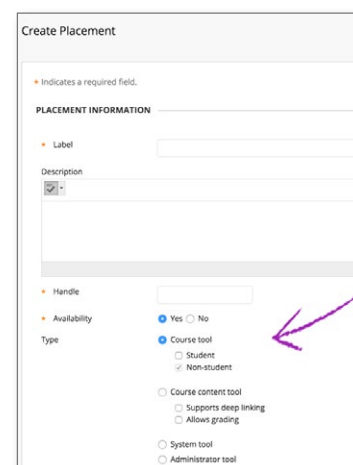 Create Placement
* Indicates a required field.
PLACEMENT INFORMATION
* Label
Description
* Handle
* Availability
Yes
No
Type
Course tool
Student
Non-student
Course content tool
Supports deep linking
Allows grading
System tool
Administrator tool